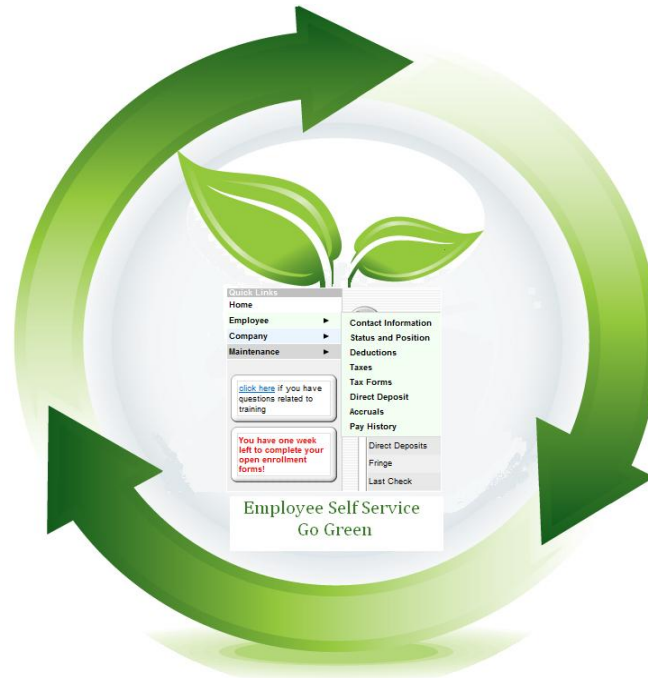 Quick Links
Home
Employee
Company
Maintenance
Contact Information
Status and Position
Deductions
Taxes
Tax Forms
Direct Deposit
Accruals
Pay History
click here if you have
questions related to
training
You have one week
left to complete your
open enrollment
forms!
Direct Deposits
Fringe
Last Check
Employee Self Service
Go Green